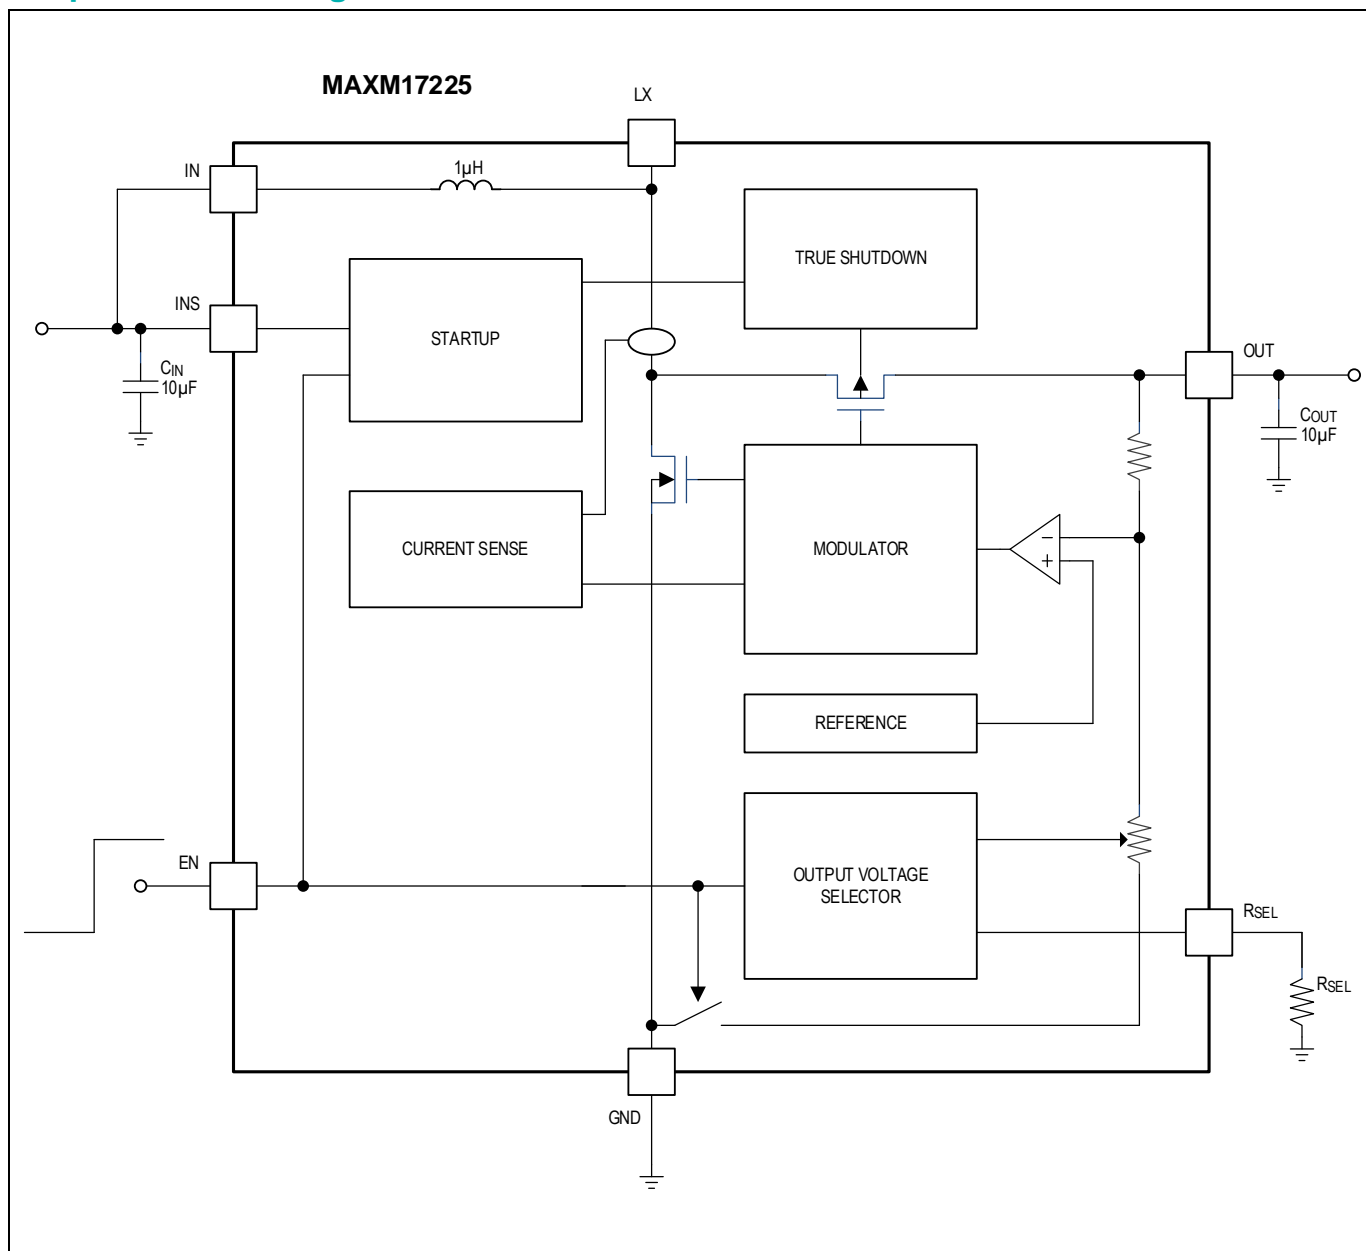 MAXM17225
LX
IN
1µH
TRUE SHUTDOWN
INS
STARTUP
OUT
CIN
10µF
COUT
10µF
CURRENT SENSE
MODULATOR
−
+
REFERENCE
EN
OUTPUT VOLTAGE
SELECTOR
RSEL
RSEL
GND